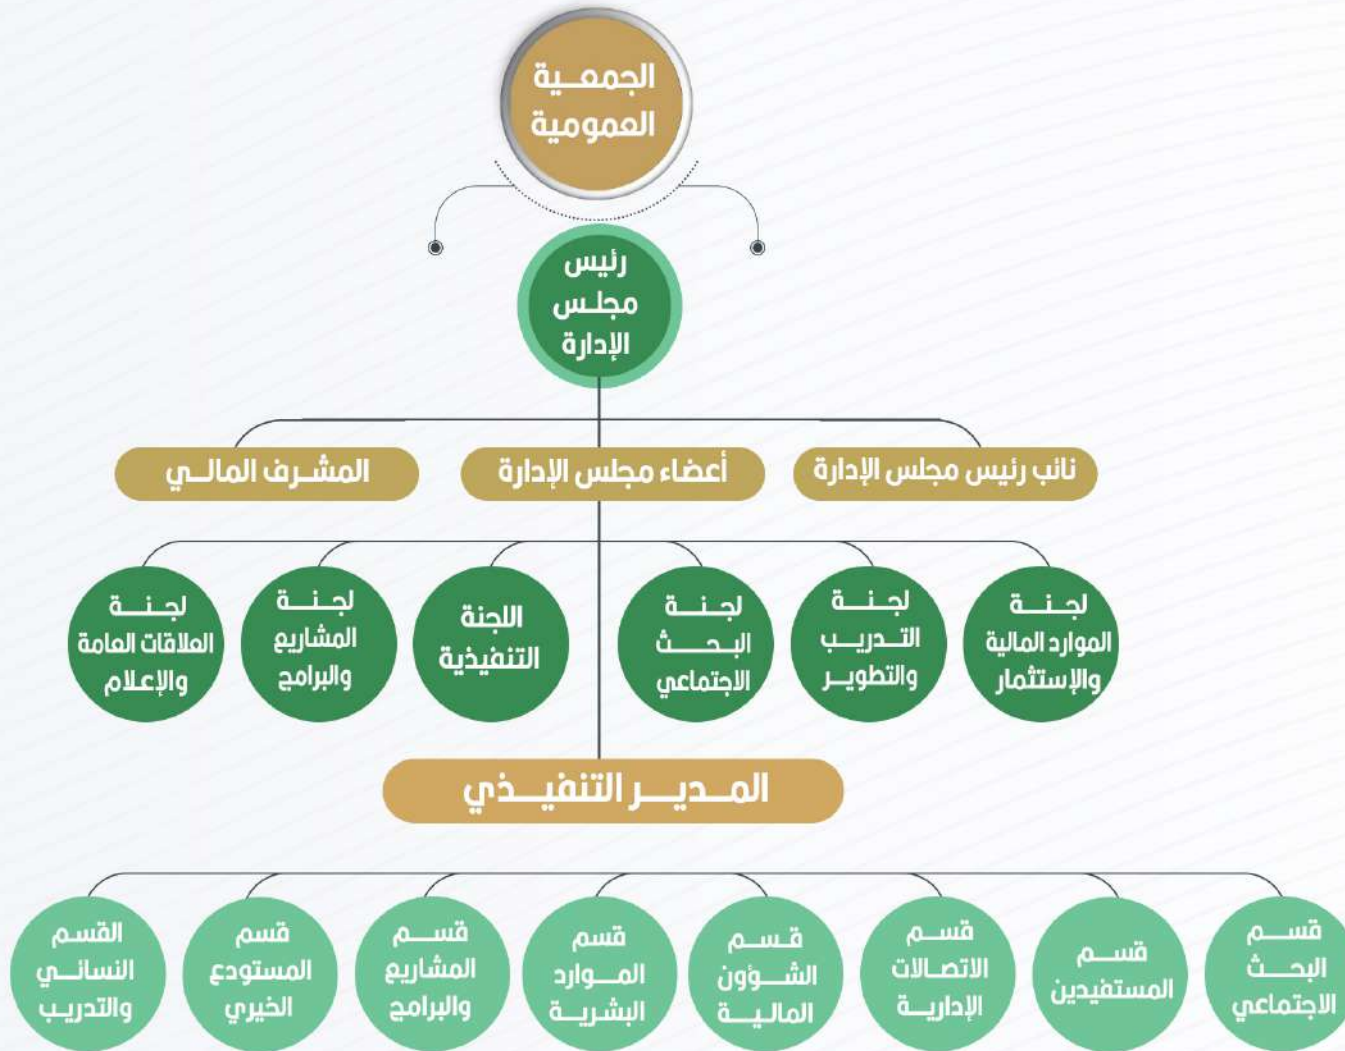 الجمعية
العمومية
رئيس
مجلس
الإدارة
نائب رئيس مجلس الإدارة
أعضاء مجلس الإدارة
المشرف المالي
لجنة
الموارد المالية
والإستثمار
لجنة
التدريب
والتطوير
لجنة
البحث
الاجتماعي
اللجنة
التنفيذية
لجنة
المشاريع
والبرامج
لجنة
العلاقات العامة
والإعلام
المدير التنفيذي
قسم
البحث
الاجتماعي
قسم
المستفيدين
قسم
الاتصالات
الإدارية
قسم
الشؤون
المالية
قسم
الموارد
البشرية
قسم
المشاريع
والبرامج
قسم
المستودع
الخيري
القسم
النسائي
والتدريب